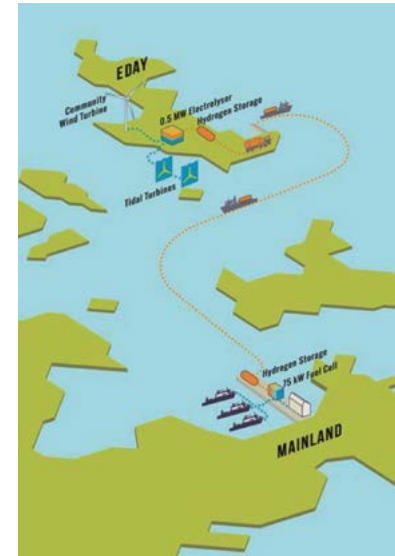 EDAY
Community
Wind Turbine
0.5 MW Electrolyser
Hydrogen Storage
Tidal Turbines
Hydrogen Storage
75 kW Fuel Cell
MAINLAND